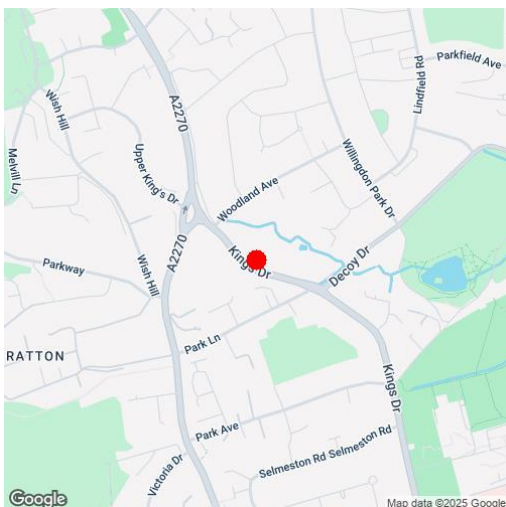 Parkfield Ave
Lindfield Rd
A2270
Wish Hill
Melvill Ln
Upper King's Dr
Willingdon Park Dr
Woodland Ave
A2270
Kings Dr
Parkway
Wish Hill
Decoy Dr
RATTON
Park Ln
Kings Dr
Park Ave
Victoria Dr
Selmeston Rd
Selmeston Rd
Google
Map data ©2025 Google